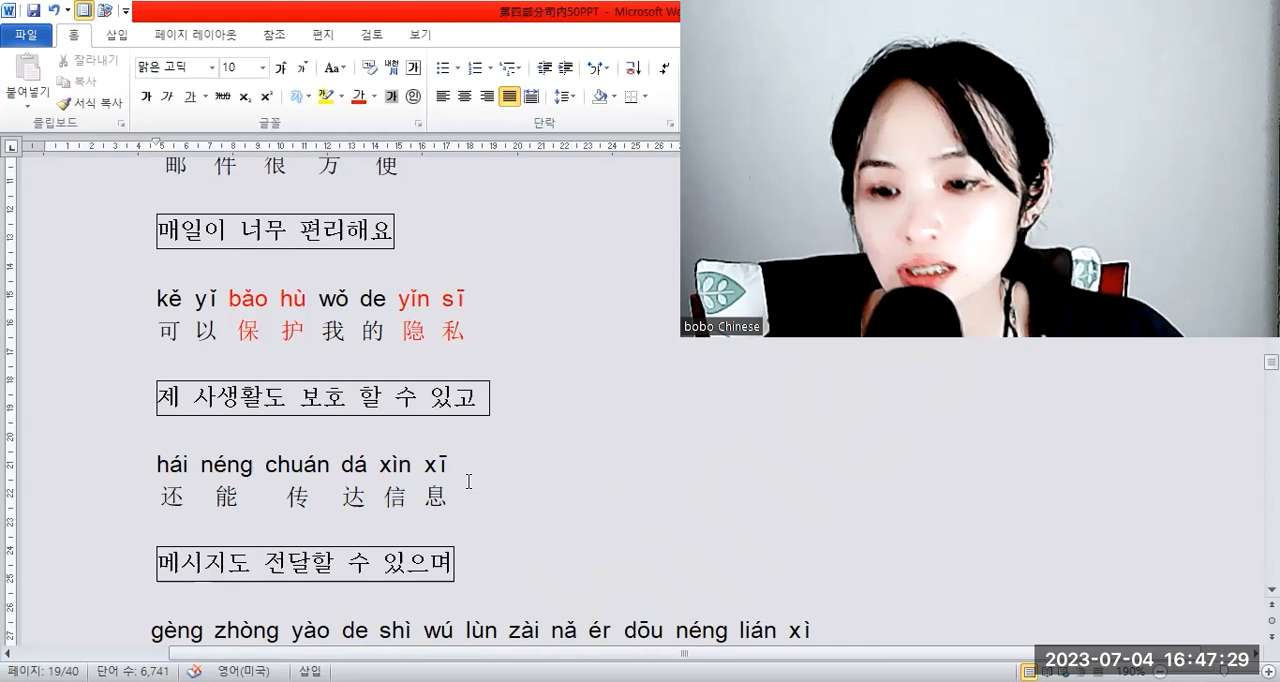 第四部分司内50PPT - Microsoft Wo
파일 홈 삽입 페이지 레이아웃 참조 편지 검토 보기
붙여넣기 잘라내기
복사
서식 복사
맑은 고딕 10
클립보드 글꼴 단락
邮 件 很 方 便
매일이 너무 편리해요
kě yǐ bǎo hù wǒ de yǐn sī
可 以 保 护 我 的 隐 私
제 사생활도 보호 할 수 있고
hái néng chuán dá xìn xī
还 能 传 达 信 息
메시지도 전달할 수 있으며
gèng zhòng yào de shì wú lùn zài nǎ ér dōu néng lián xì
bobo Chinese
페이지: 19/40 단어 수: 6,741 영어(미국) 삽입 190%
2023-07-04 16:47:29